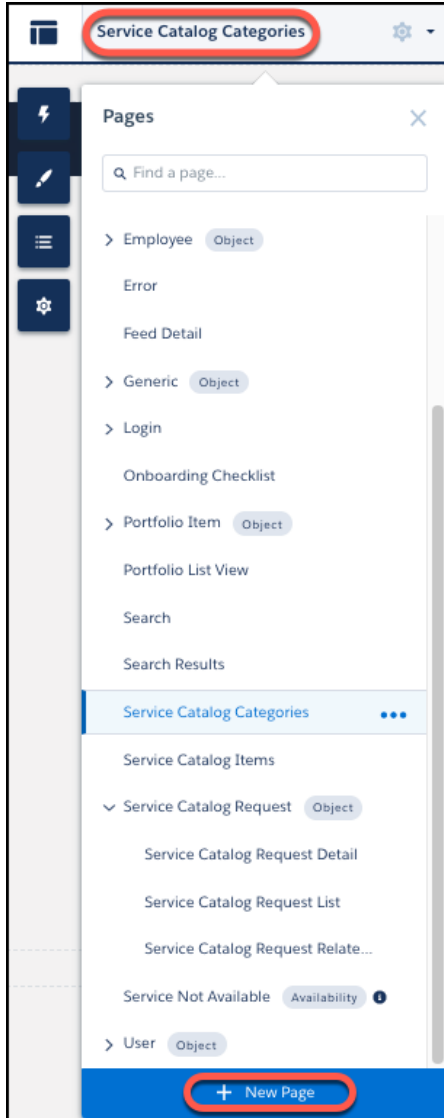 Service Catalog Categories
Pages
Find a page...
Employee Object
Error
Feed Detail
Generic Object
Login
Onboarding Checklist
Portfolio Item Object
Portfolio List View
Search
Search Results
Service Catalog Categories
Service Catalog Items
Service Catalog Request Object
Service Catalog Request Detail
Service Catalog Request List
Service Catalog Request Relate...
Service Not Available Availability
User Object
+ New Page